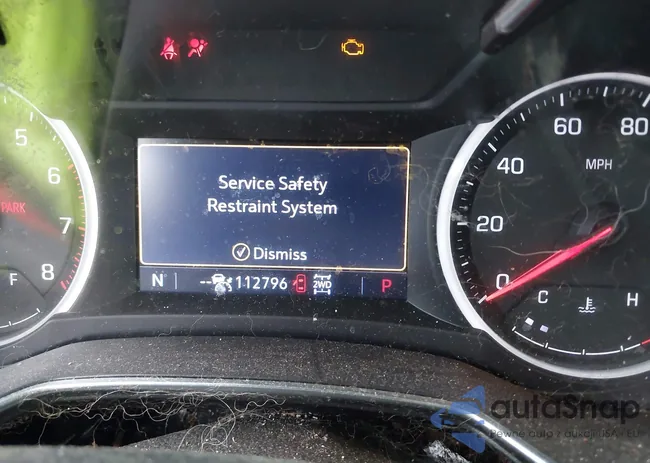 5
6
PARK
7
8
F
Service Safety
Restraint System
Dismiss
N
--
112796
2WD
P
0
20
40
60
80
MPH
C
H
autoSnap